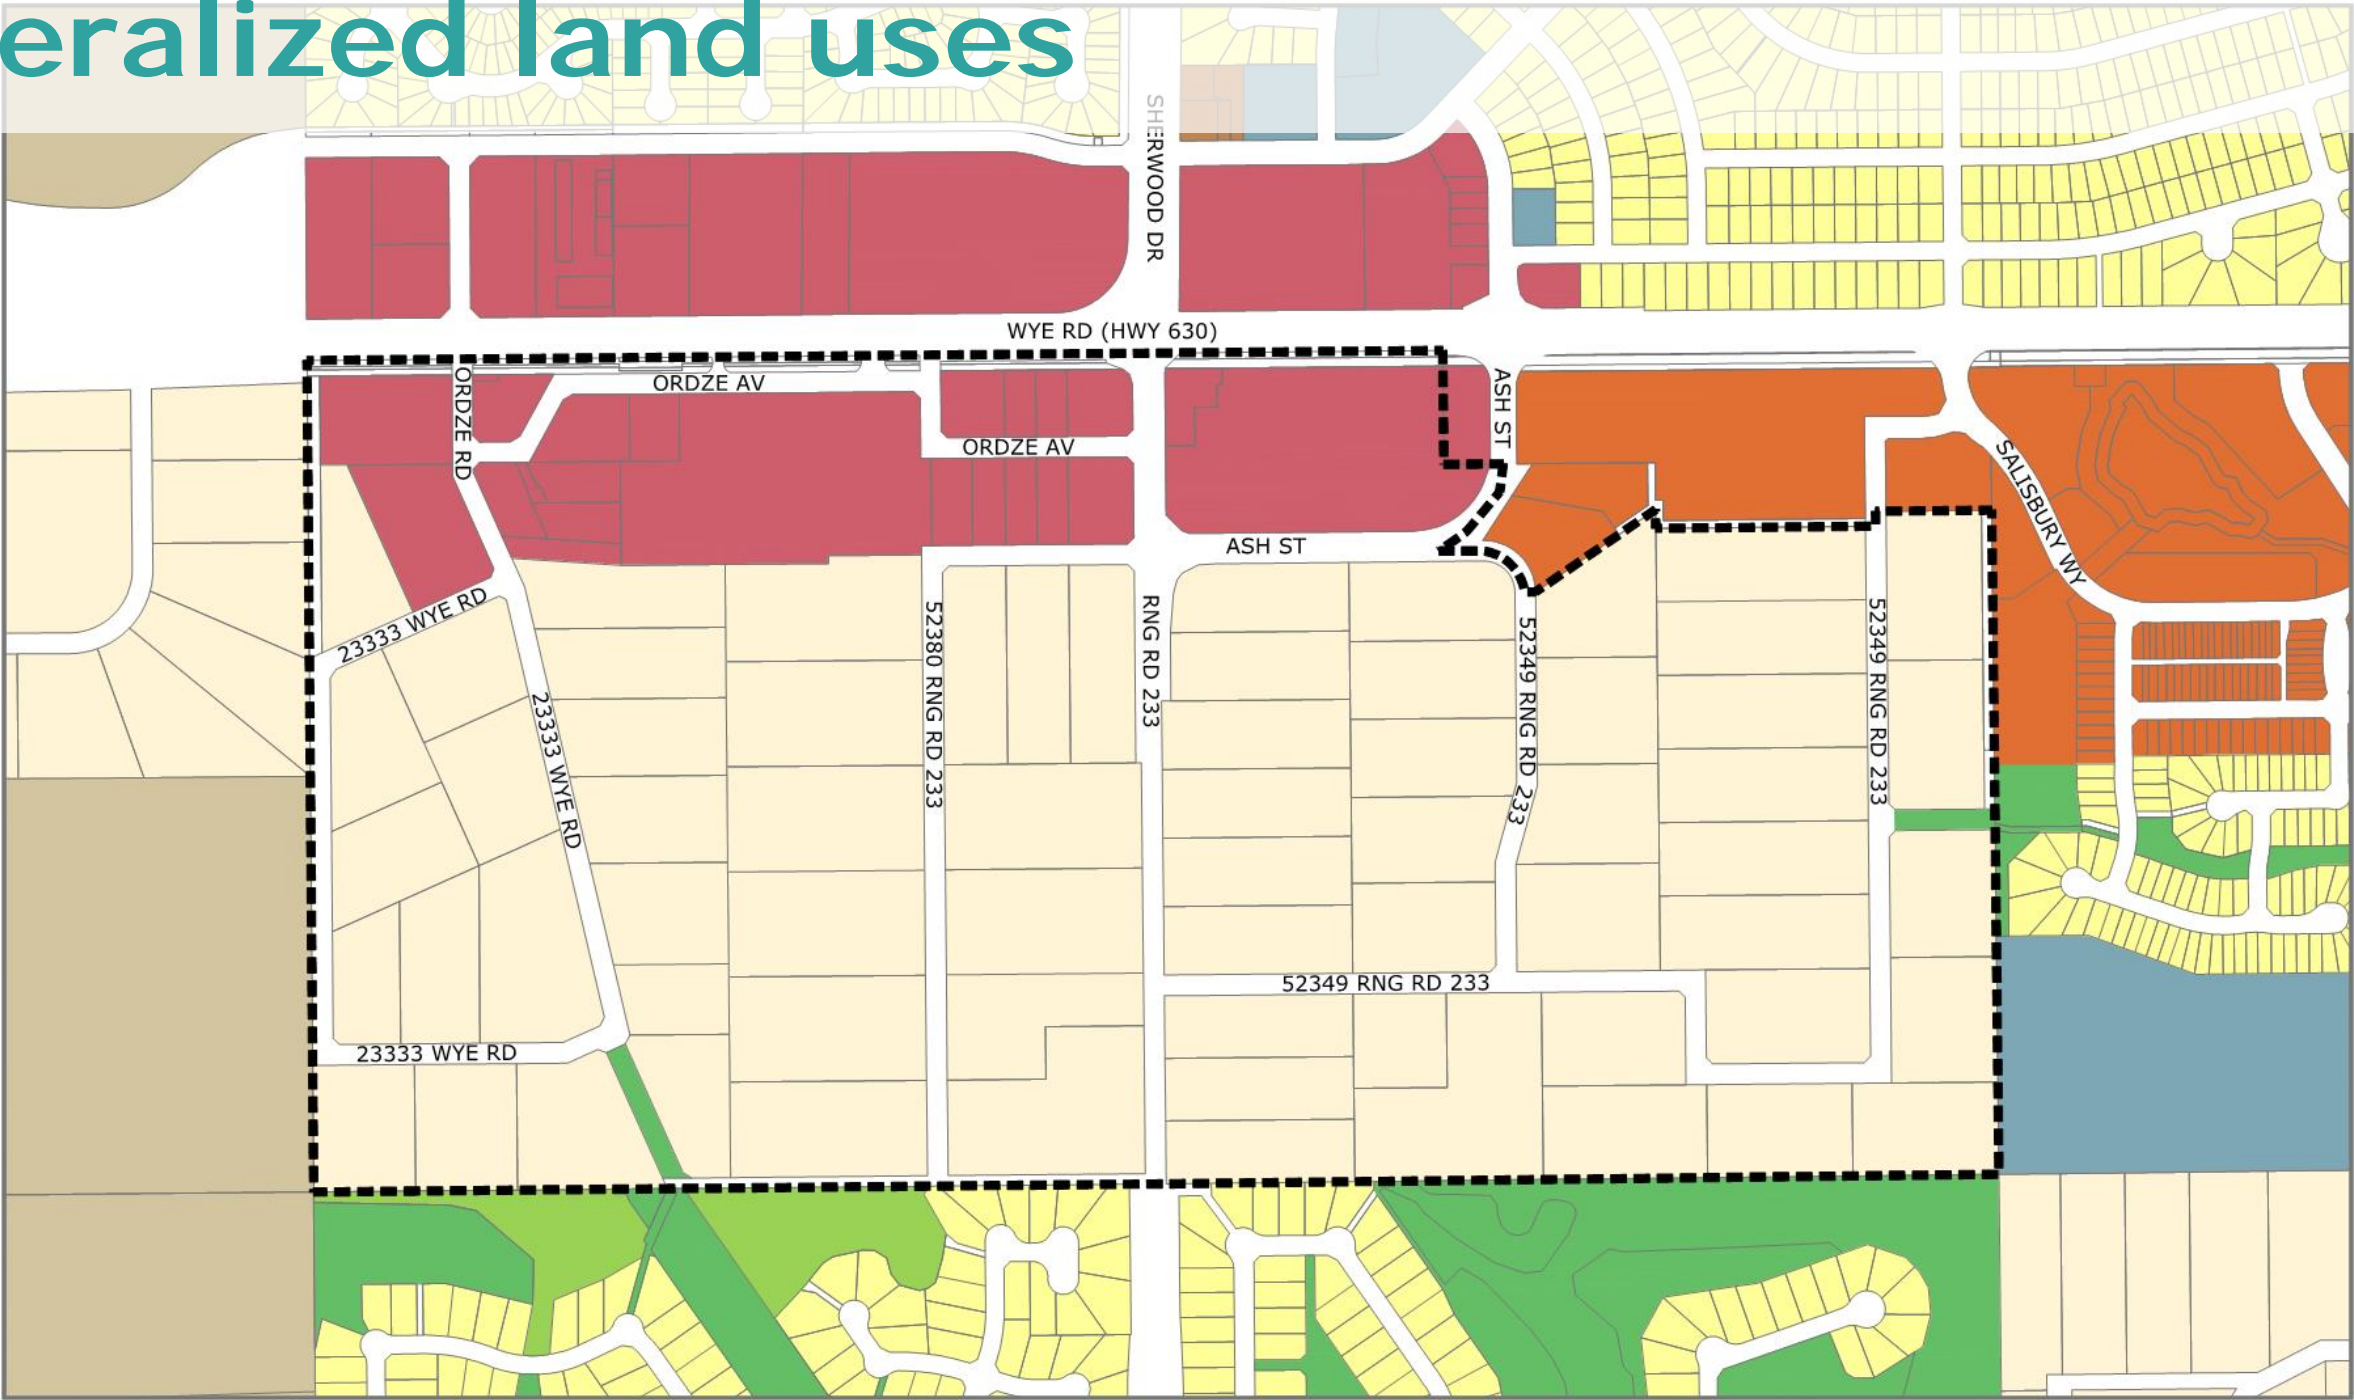 eralized land uses
SHERWOOD DR
WYE RD (HWY 630)
ORDZE RD
ORDZE AV
ASH ST
ORDZE AV
SALISBURY WY
ASH ST
23333 WYE RD
52380 RNG RD 233
RNG RD 233
52349 RNG RD 233
52349 RNG RD 233
23333 WYE RD
52349 RNG RD 233
23333 WYE RD